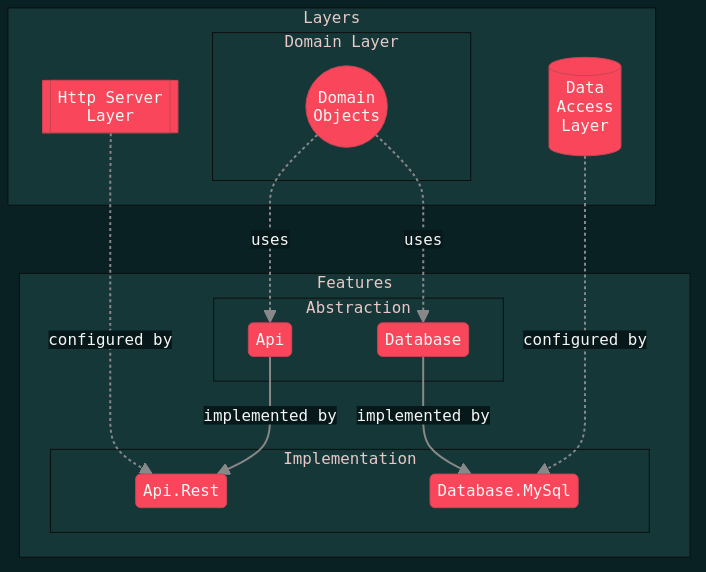 Layers
Domain Layer
Http Server
Layer
Domain
Objects
Data
Access
Layer
uses
uses
Features
Abstraction
Api
Database
configured by
configured by
implemented by
implemented by
Implementation
Api.Rest
Database.MySql